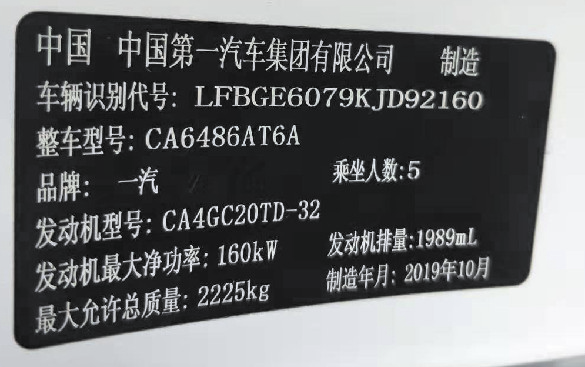 中国 中国第一汽车集团有限公司 制造
车辆识别代号: LFBGE6079KJD92160
整车型号: CA6486AT6A
品牌: 一汽 乘坐人数: 5
发动机型号: CA4GC20TD-32
发动机最大净功率: 160kW 发动机排量: 1989mL
最大允许总质量: 2225kg 制造年月: 2019年10月